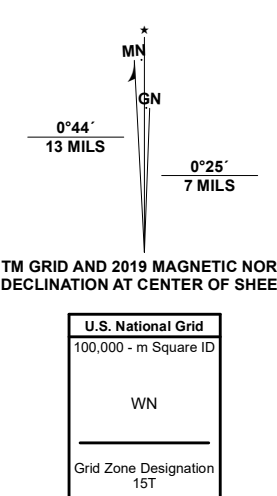 ★
MN
GN
0°44´
13 MILS
0°25´
7 MILS
TM GRID AND 2019 MAGNETIC NOR
DECLINATION AT CENTER OF SHEE
U.S. National Grid
100,000 - m Square ID
WN
Grid Zone Designation
15T